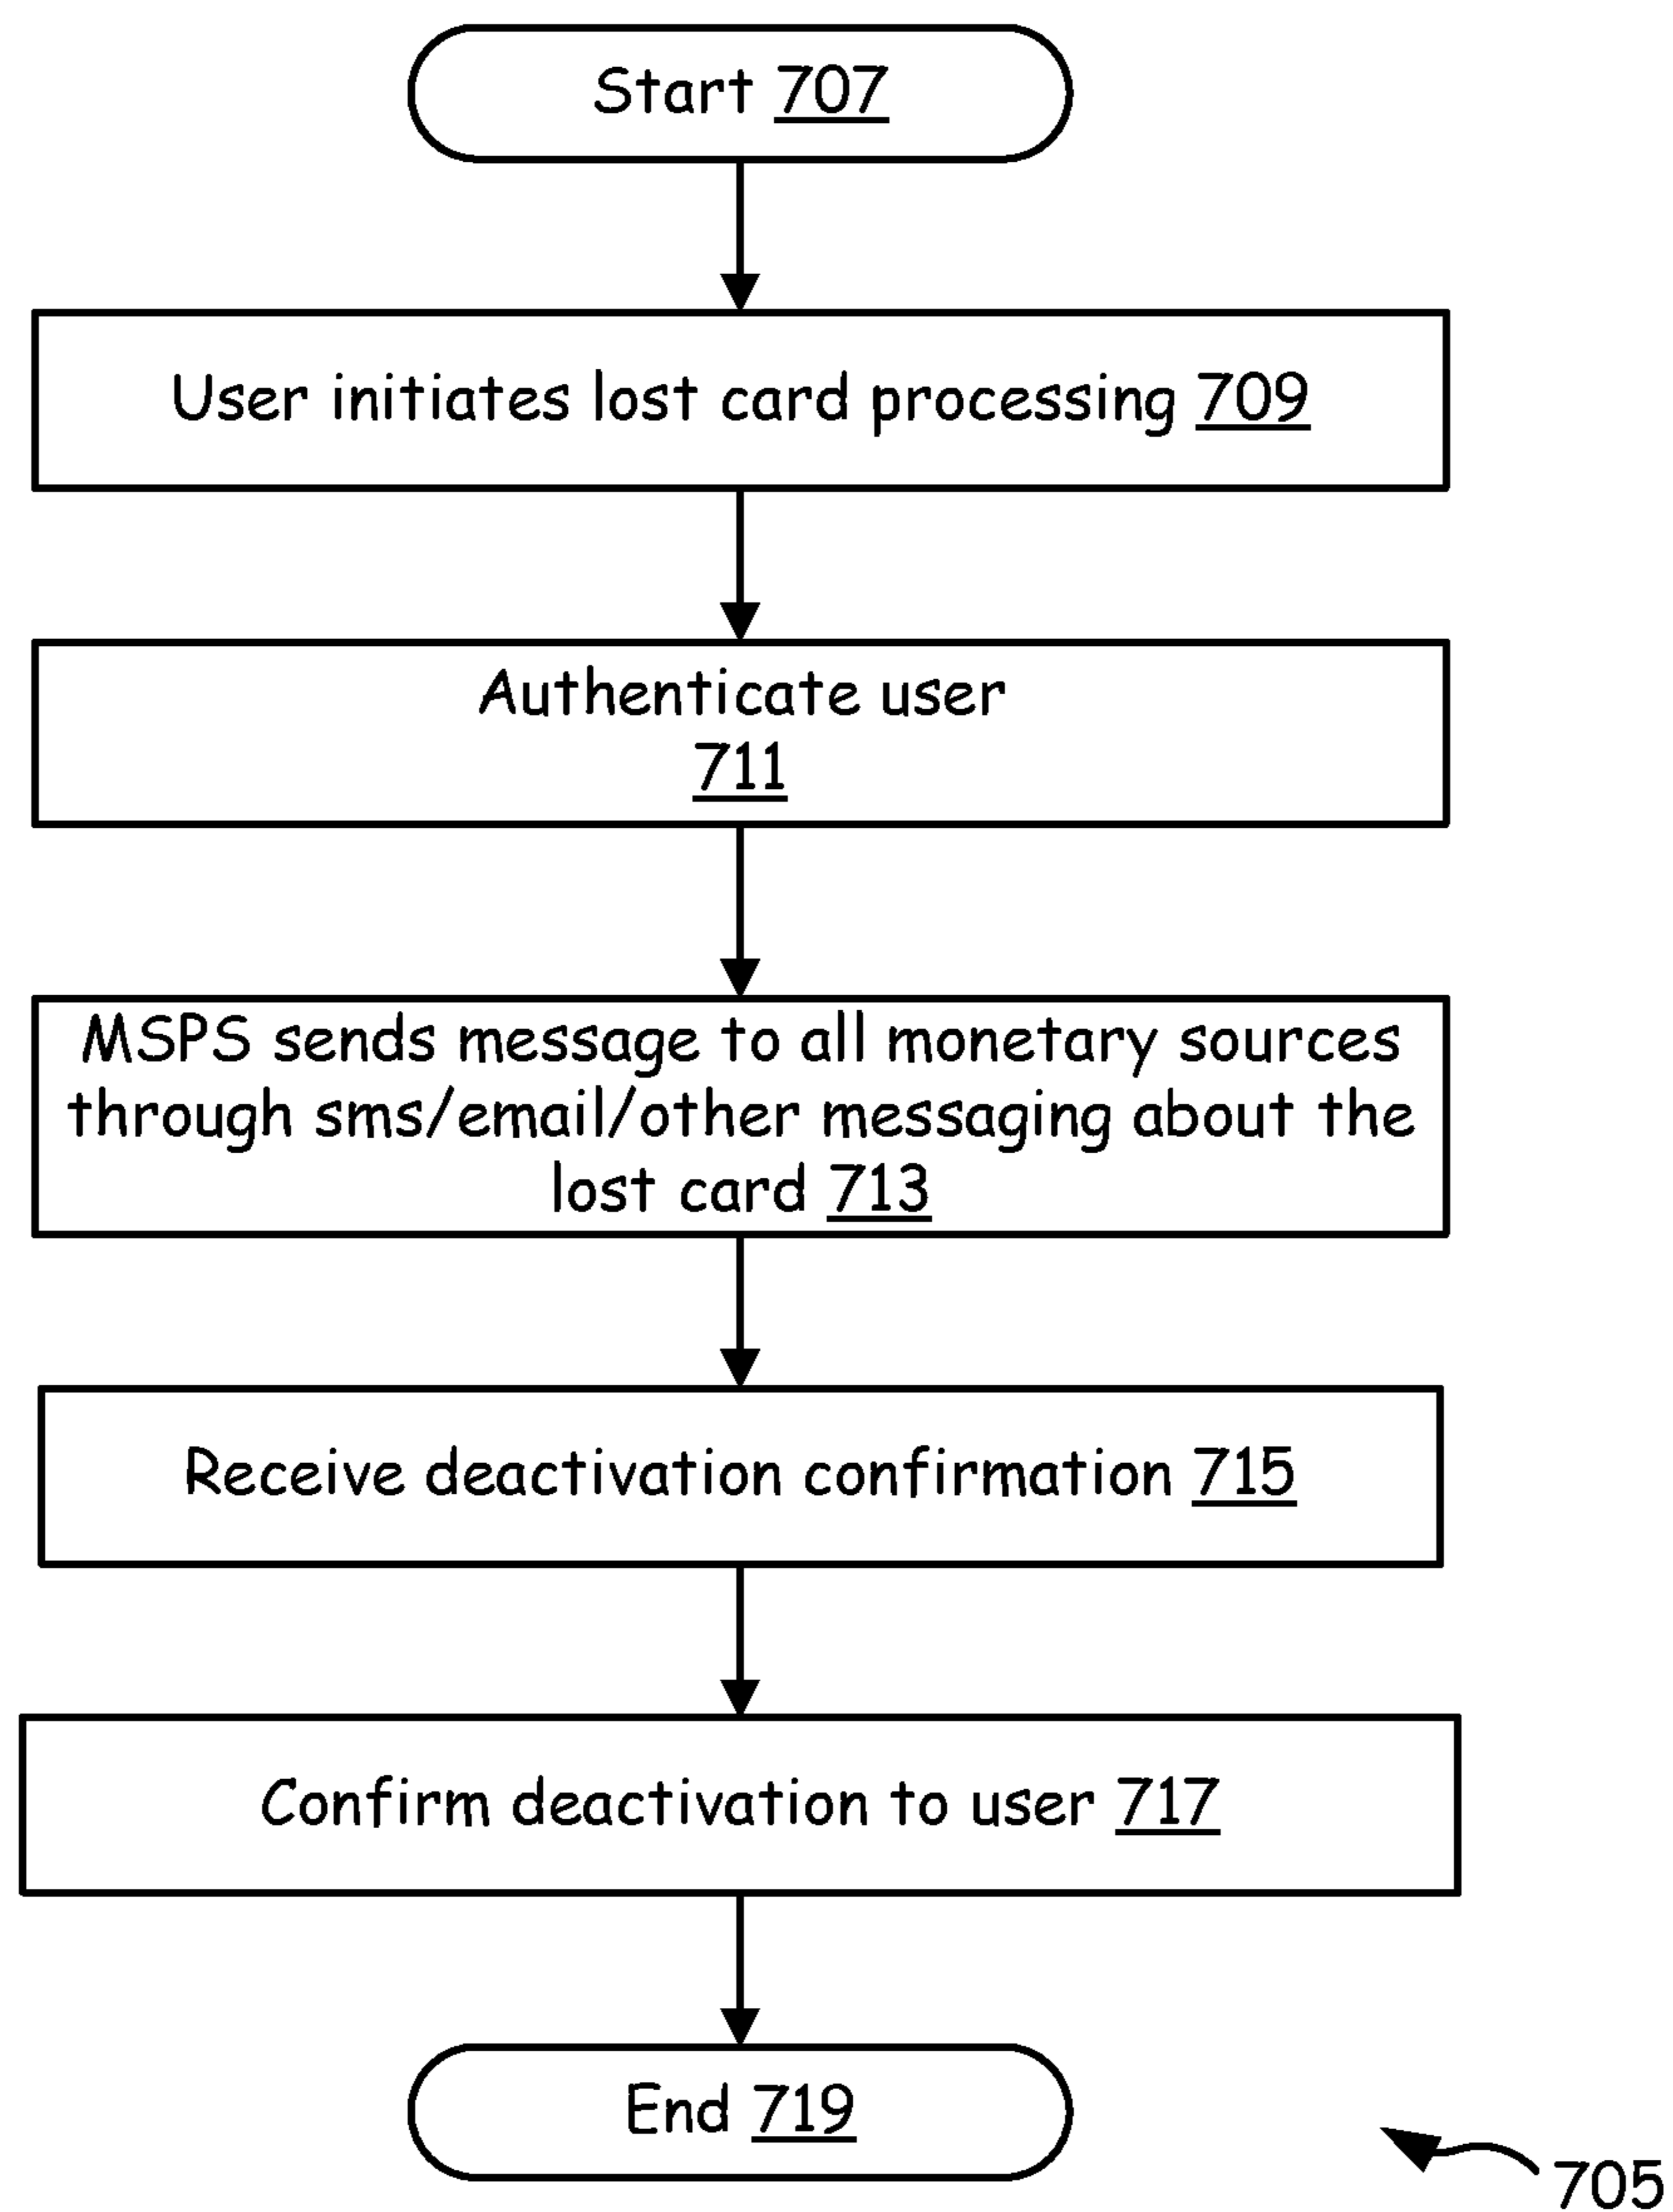 Start 707
User initiates lost card processing 709
Authenticate user
711
MSPS sends message to all monetary sources
through sms/email/other messaging about the
lost card 713
Receive deactivation confirmation 715
Confirm deactivation to user 717
End 719
705